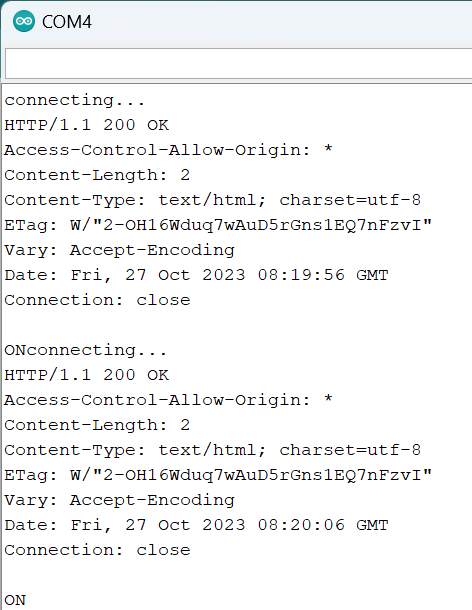 COM4
connecting...
HTTP/1.1 200 OK
Access-Control-Allow-Origin: *
Content-Length: 2
Content-Type: text/html; charset=utf-8
ETag: W/"2-OH16Wduq7wAuD5rGns1EQ7nFzvI"
Vary: Accept-Encoding
Date: Fri, 27 Oct 2023 08:19:56 GMT
Connection: close

ONconnecting...
HTTP/1.1 200 OK
Access-Control-Allow-Origin: *
Content-Length: 2
Content-Type: text/html; charset=utf-8
ETag: W/"2-OH16Wduq7wAuD5rGns1EQ7nFzvI"
Vary: Accept-Encoding
Date: Fri, 27 Oct 2023 08:20:06 GMT
Connection: close

ON